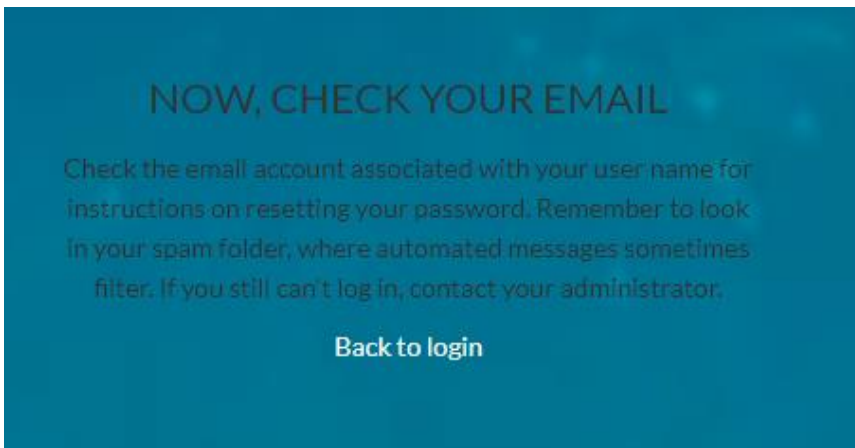 NOW, CHECK YOUR EMAIL
Check the email account associated with your user name for
instructions on resetting your password. Remember to look
in your spam folder, where automated messages sometimes
filter. If you still can't log in, contact your administrator.
Back to login